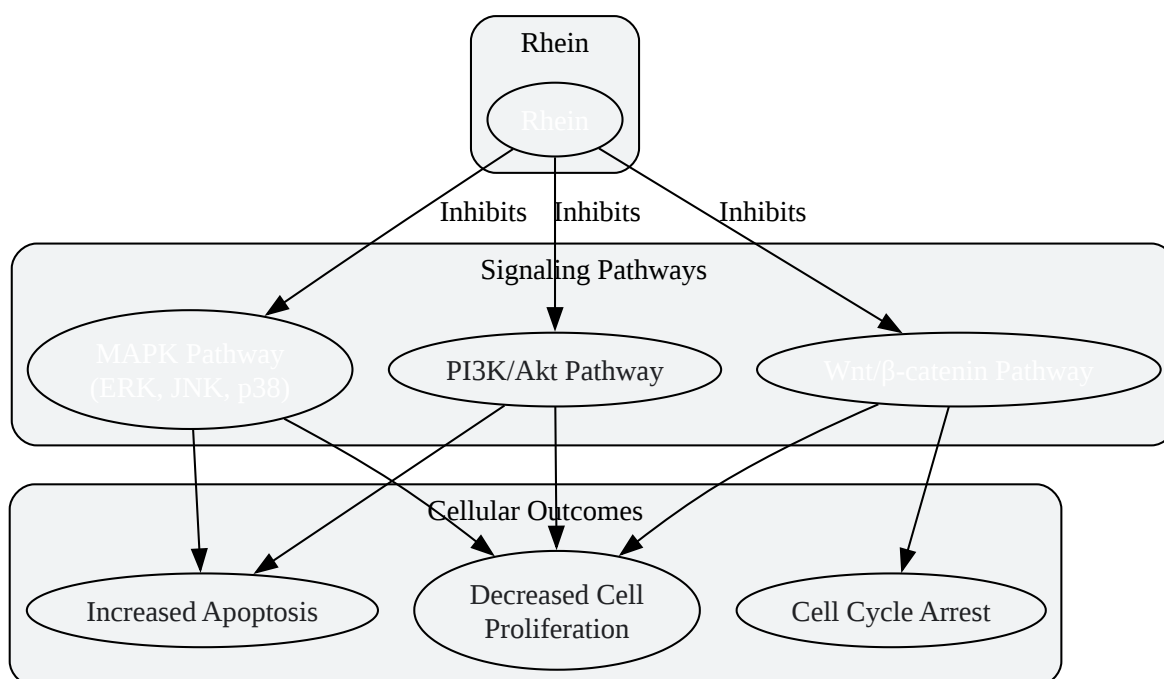 Rhein
Rhein
Inhibits
Inhibits
Inhibits
Signaling Pathways
MAPK Pathway
(ERK, JNK, p38)
PI3K/Akt Pathway
Wnt/β-catenin Pathway
Cellular Outcomes
Increased Apoptosis
Decreased Cell
Proliferation
Cell Cycle Arrest